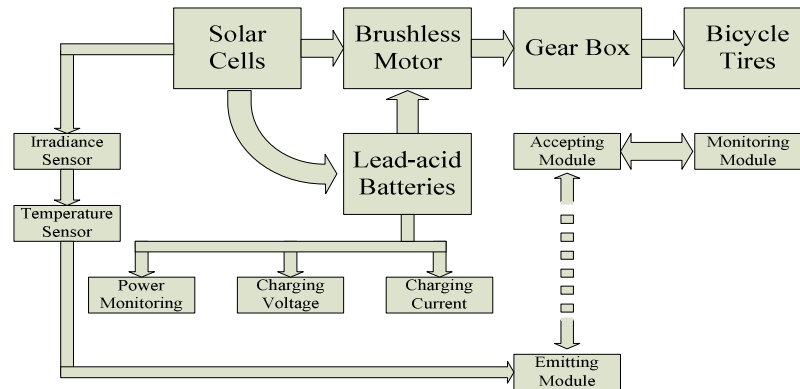 Solar
Cells
Brushless
Motor
Gear Box
Bicycle
Tires
Irradiance
Sensor
Lead-acid
Batteries
Accepting
Module
Monitoring
Module
Temperature
Sensor
Power
Monitoring
Charging
Voltage
Charging
Current
Emitting
Module